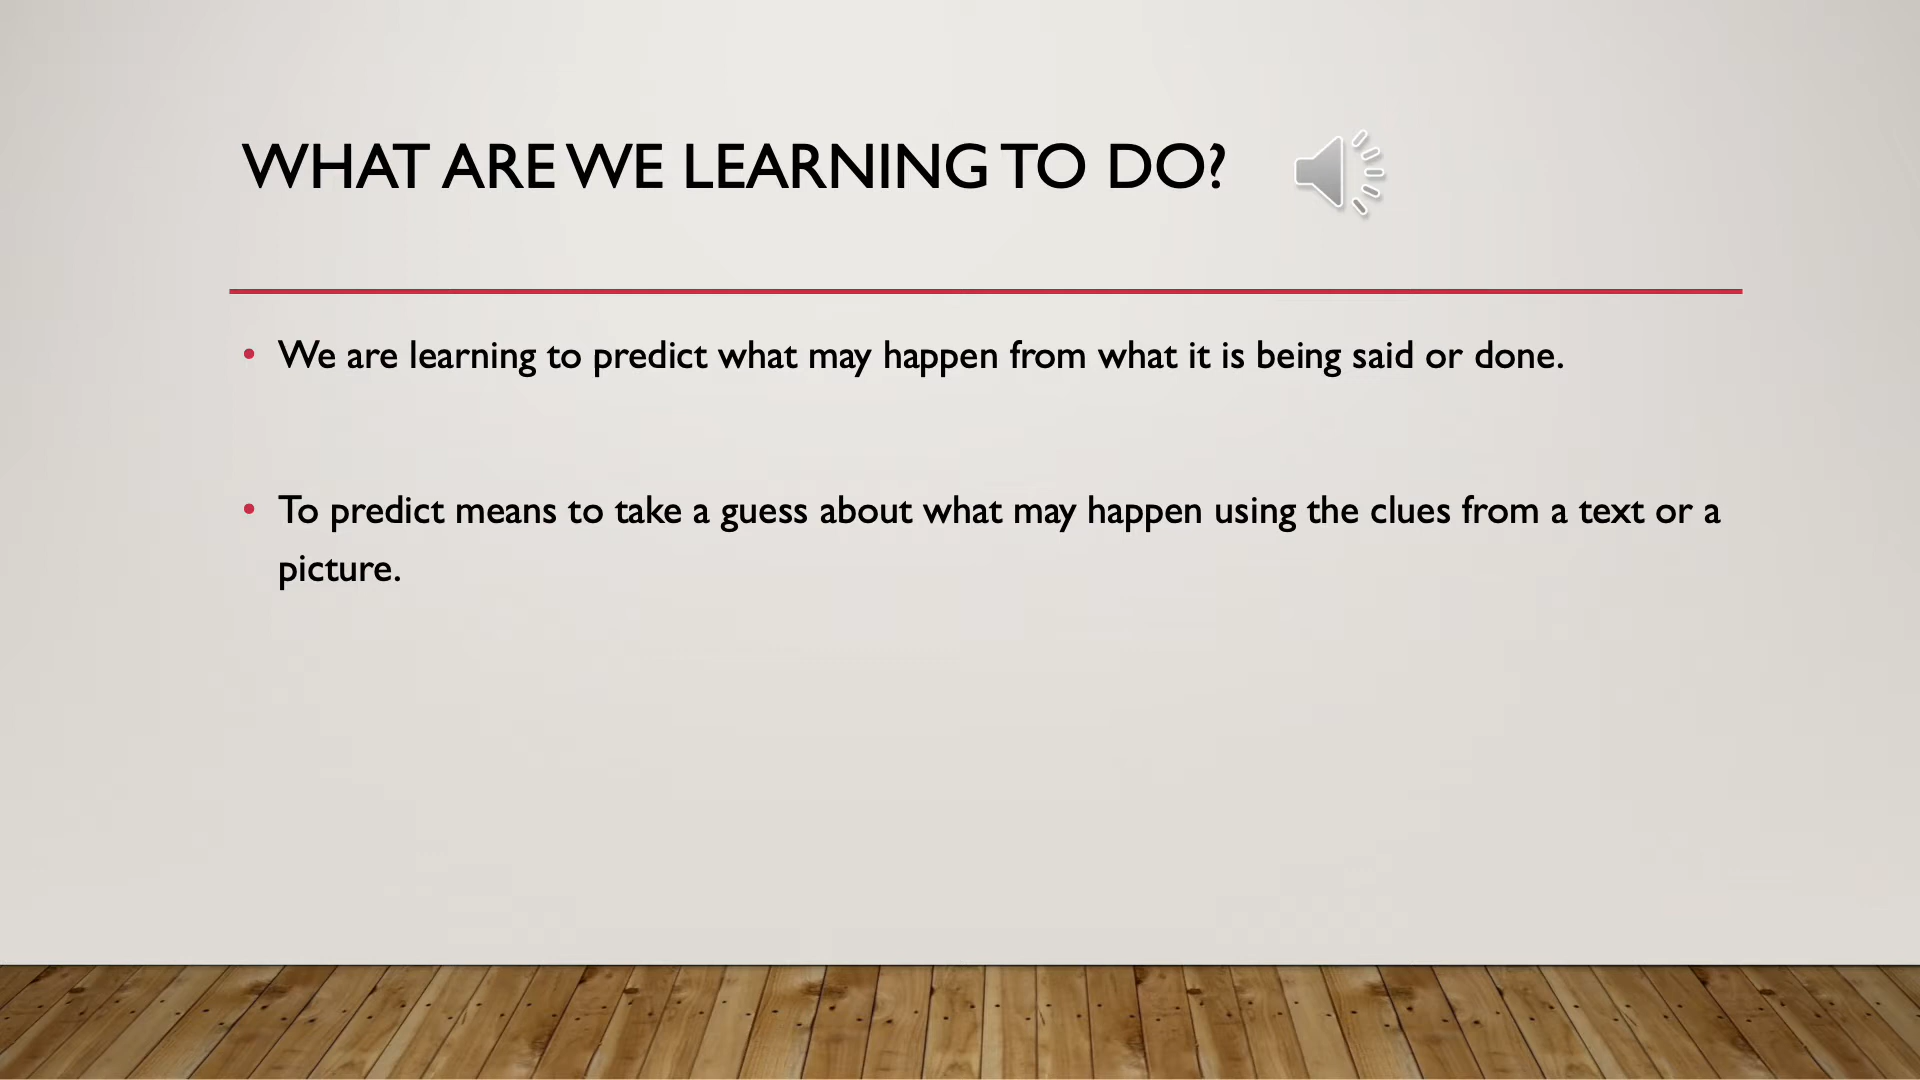 WHAT ARE WE LEARNING TO DO?
• We are learning to predict what may happen from what it is being said or done.
• To predict means to take a guess about what may happen using the clues from a text or a
picture.